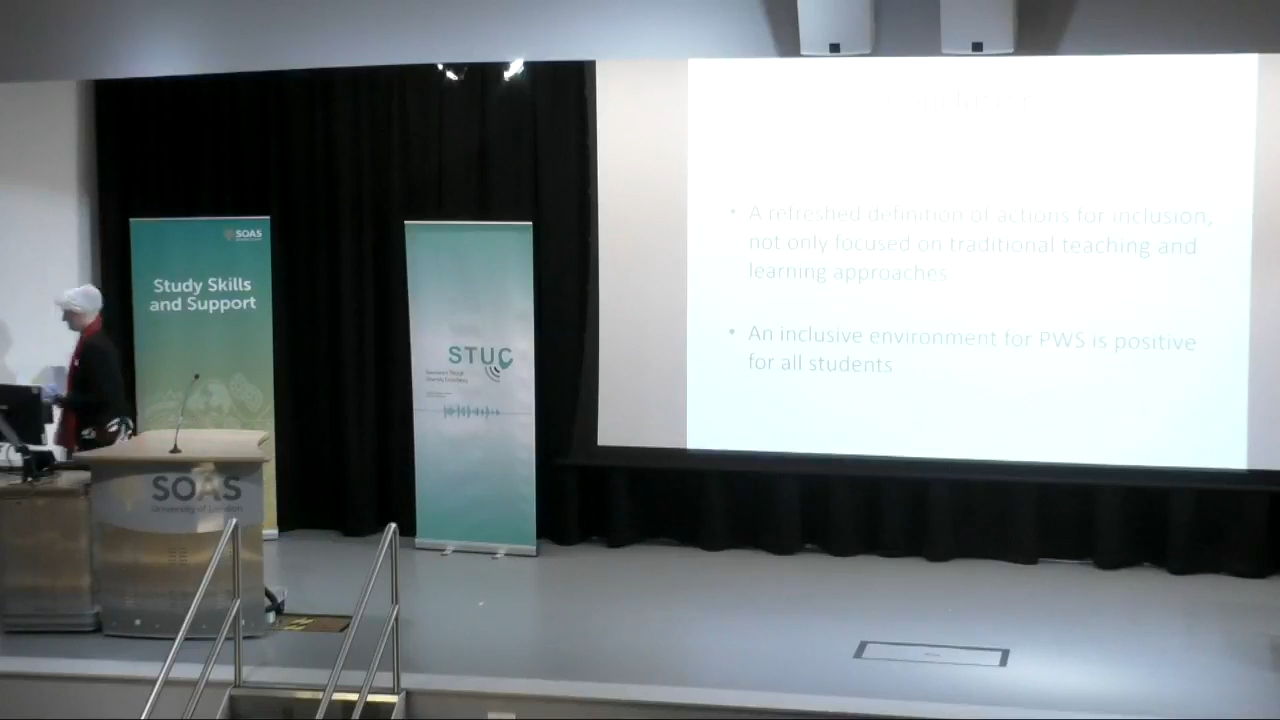 SOAS
Study Skills
and Support
STUC
SOAS
University of London
• A refreshed definition of actions for inclusion,
not only focused on traditional teaching and
learning approaches
• An inclusive environment for PWS is positive
for all students